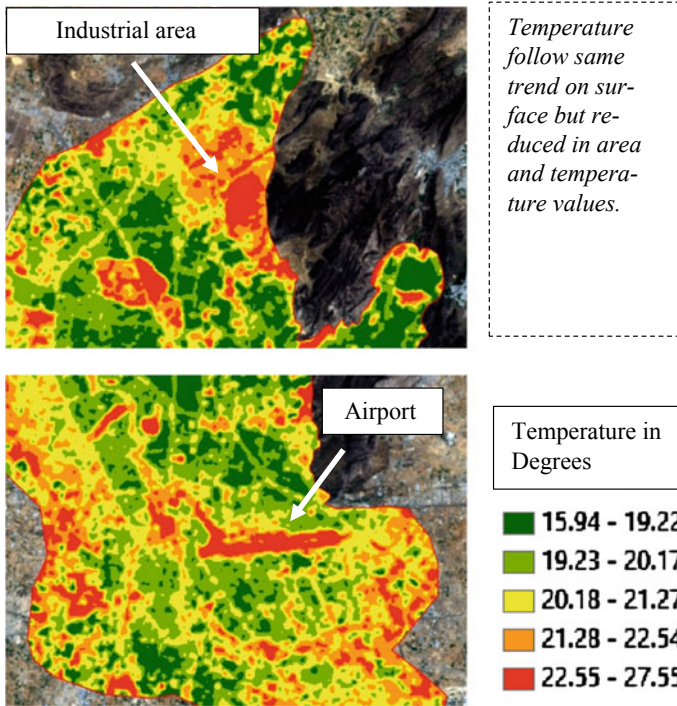 Industrial area
Temperature
follow same
trend on sur-
face but re-
duced in area
and tempera-
ture values.
Airport
Temperature in
Degrees
15.94 - 19.22
19.23 - 20.17
20.18 - 21.27
21.28 - 22.54
22.55 - 27.55